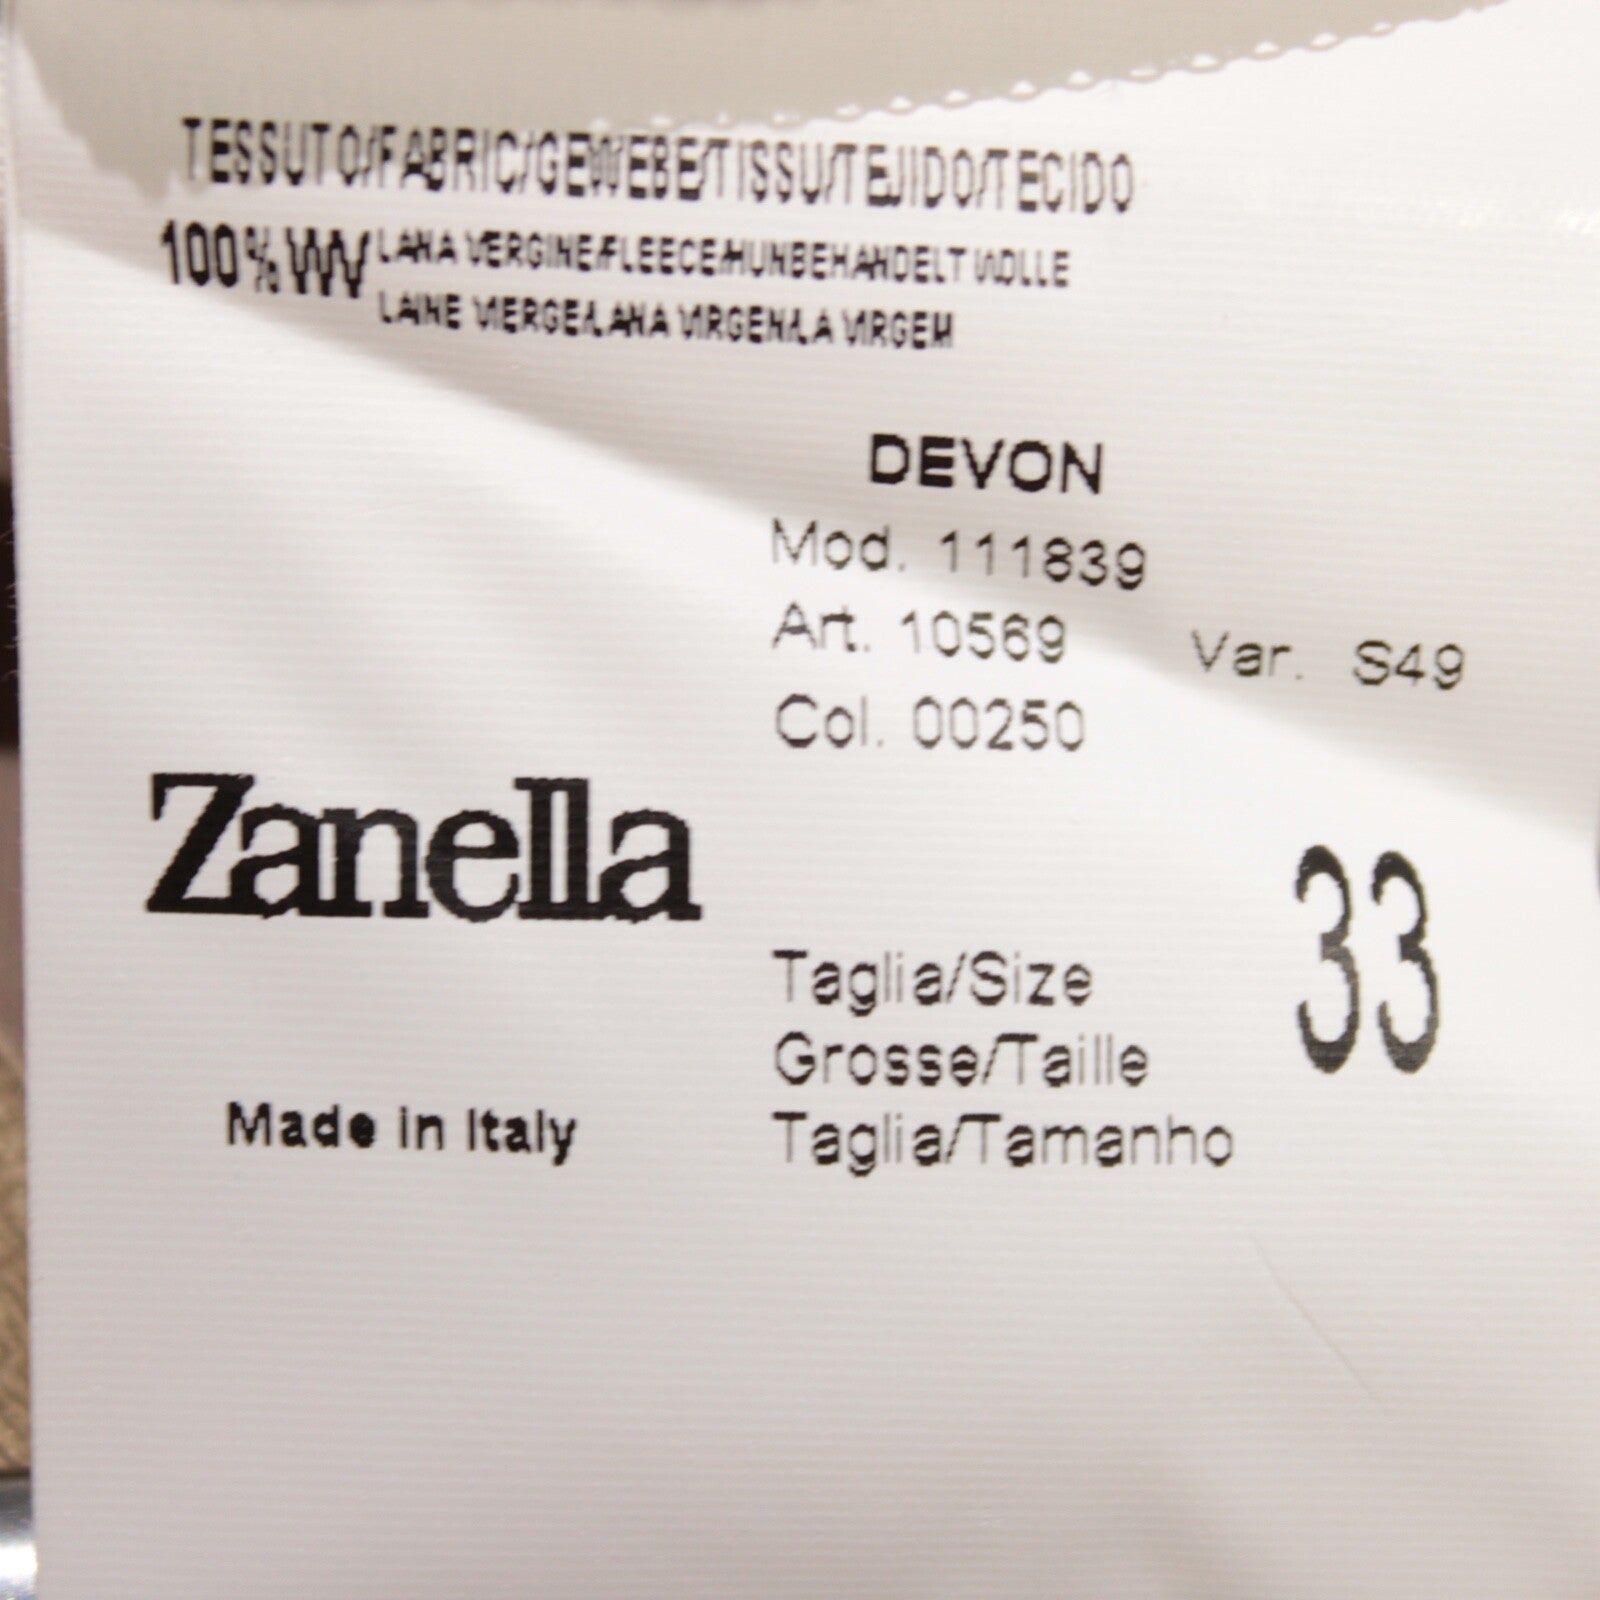 TESSUTO/FABRIC/GEWEBE/TISSU/TEJIDO/TECIDO
100% WV LANA VERGINE/FLEECE/HUNBEHANDELT WOLLE
LAINE VIERGE/LANA VIRGEN/LA VIRGEM
DEVON
Mod. 111839
Art. 10569 Var. S49
Col. 00250
Zanella
33
Taglia/Size
Grosse/Taille
Made in Italy
Taglia/Tamanho